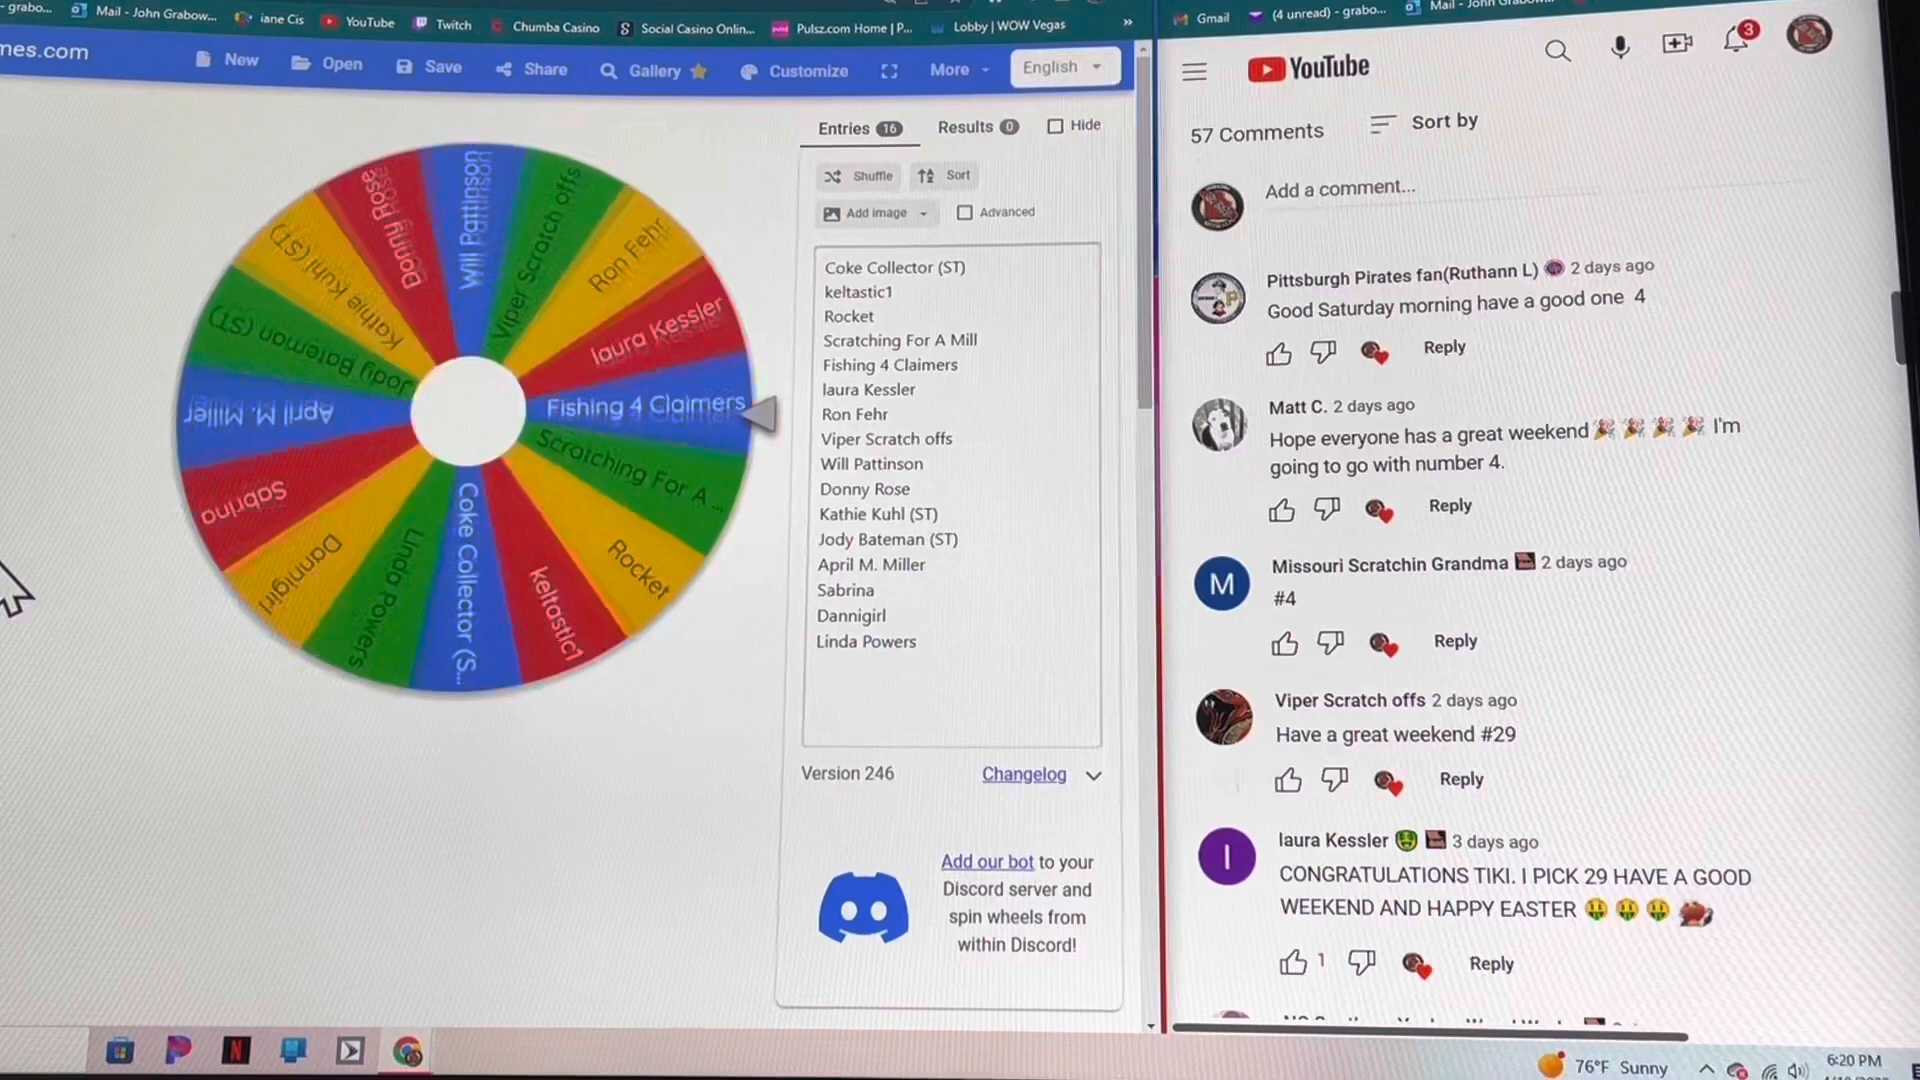 grabo...
Mail - John Grabow...
iane Cis
YouTube
Twitch
Chumba Casino
Social Casino Onlin...
Pulsz.com Home | P...
Lobby | WOW Vegas
»
Gmail
(4 unread) - grabo...
Mail - John Grabow...
mes.com
New
Open
Save
Share
Gallery
Customize
More
English
YouTube
3
Entries 16
Results 0
Hide
Shuffle
Sort
Add image
Advanced
Coke Collector (ST)
keltastic1
Rocket
Scratching For A Mill
Fishing 4 Claimers
laura Kessler
Ron Fehr
Viper Scratch offs
Will Pattinson
Donny Rose
Kathie Kuhl (ST)
Jody Bateman (ST)
April M. Miller
Sabrina
Dannigirl
Linda Powers
Version 246
Changelog
Add our bot to your
Discord server and
spin wheels from
within Discord!
Will Pattinson
Viper Scratch offs
Ron Fehr
laura Kessler
Fishing 4 Claimers
Scratching For A ...
Rocket
keltastic1
Coke Collector (S...
Linda Powers
Dannigirl
Sabrina
April M. Miller
Jody Bateman (ST)
Kathie Kuhl (ST)
Donny Rose
57 Comments
Sort by
Add a comment...
Pittsburgh Pirates fan(Ruthann L) 2 days ago
Good Saturday morning have a good one 4
Reply
Matt C. 2 days ago
Hope everyone has a great weekend 🎉 🎉 🎉 🎉 I'm
going to go with number 4.
Reply
M
Missouri Scratchin Grandma 2 days ago
#4
Reply
Viper Scratch offs 2 days ago
Have a great weekend #29
Reply
l
laura Kessler 3 days ago
CONGRATULATIONS TIKI. I PICK 29 HAVE A GOOD
WEEKEND AND HAPPY EASTER 🤑 🤑 🤑
1
Reply
N
76°F Sunny
6:20 PM